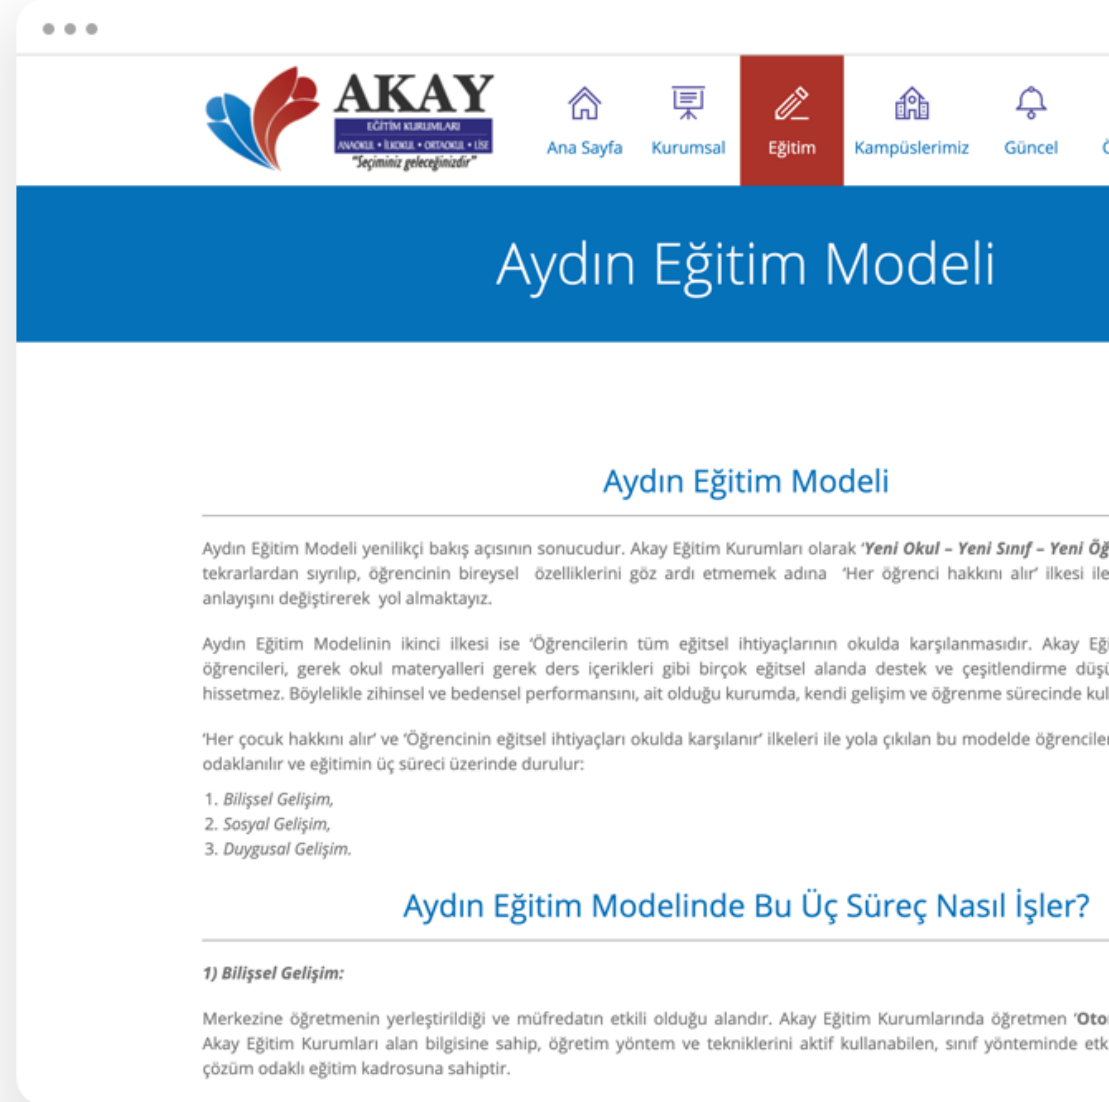 AKAY
EĞİTİM KURUMLARI
ANAOKUL • İLKOKUL • ORTAOKUL • LİSE
"Seçiminiz geleceğinizdir"
Ana Sayfa
Kurumsal
Eğitim
Kampüslerimiz
Güncel
Aydın Eğitim Modeli
Aydın Eğitim Modeli
Aydın Eğitim Modeli yenilikçi bakış açısının sonucudur. Akay Eğitim Kurumları olarak 'Yeni Okul – Yeni Sınıf – Yeni
tekrarlardan sıyrılıp, öğrencinin bireysel özelliklerini göz ardı etmemek adına 'Her öğrenci hakkını alır' ilkesi ile
anlayışını değiştirerek yol almaktayız.
Aydın Eğitim Modelinin ikinci ilkesi ise 'Öğrencilerin tüm eğitsel ihtiyaçlarının okulda karşılanmasıdır. Akay
öğrencileri, gerek okul materyalleri gerek ders içerikleri gibi birçok eğitsel alanda destek ve çeşitlendirme
hissetmez. Böylelikle zihinsel ve bedensel performansını, ait olduğu kurumda, kendi gelişim ve öğrenme sürecinde
'Her çocuk hakkını alır' ve 'Öğrencinin eğitsel ihtiyaçları okulda karşılanır' ilkeleri ile yola çıkılan bu modelde
odaklanılır ve eğitimin üç süreci üzerinde durulur:
1. Bilişsel Gelişim,
2. Sosyal Gelişim,
3. Duygusal Gelişim.
Aydın Eğitim Modelinde Bu Üç Süreç Nasıl İşler?
1) Bilişsel Gelişim:
Merkezine öğretmenin yerleştirildiği ve müfredatın etkili olduğu alandır. Akay Eğitim Kurumlarında öğretmen
Akay Eğitim Kurumları alan bilgisine sahip, öğretim yöntem ve tekniklerini aktif kullanabilen, sınıf yönteminde
çözüm odaklı eğitim kadrosuna sahiptir.